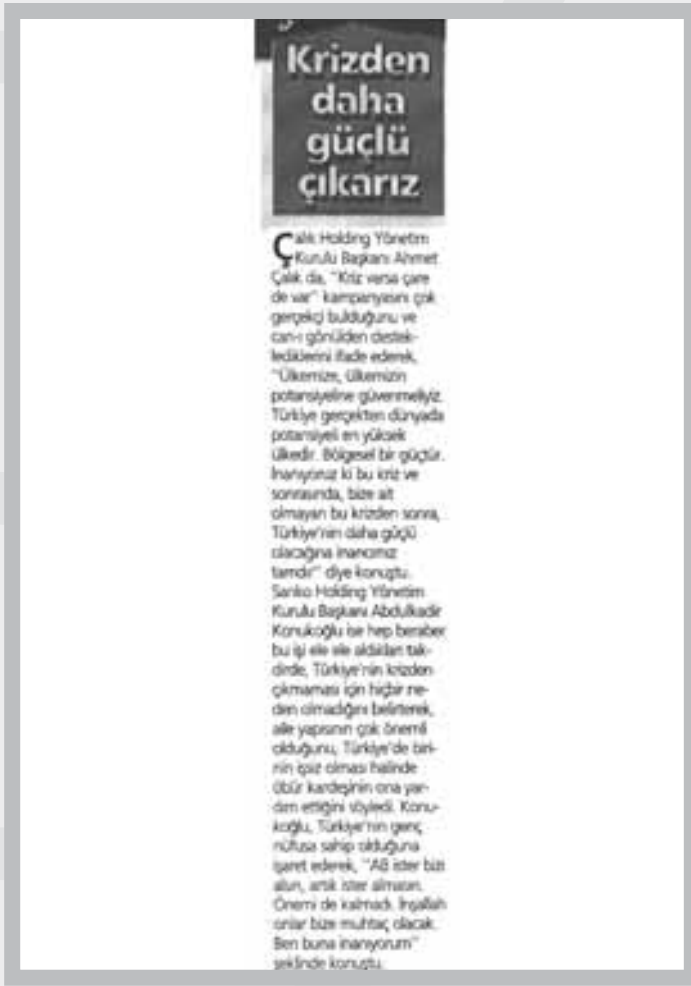 Krizden
daha
güçlü
çıkarız
Çalık Holding Yönetim
Kurulu Başkanı Ahmet
Çalık da, "Kriz varsa çare
de var" kampanyasını çok
gerçekçi bulduğunu ve
can-ı gönülden destek-
lediklerini ifade ederek,
"Ülkemize, ülkemizin
potansiyeline güvenmeliyiz.
Türkiye gerçekten dünyada
potansiyeli en yüksek
ülkedir. Bölgesel bir güçtür.
İnanıyoruz ki bu kriz ve
sonrasında, bize ait
olmayan bu krizden sonra,
Türkiye'nin daha güçlü
olacağına inancımız
tamdır" diye konuştu.
Sanko Holding Yönetim
Kurulu Başkanı Abdulkadir
Konukoğlu ise hep beraber
bu işi ele ele aldıkları tak-
dirde, Türkiye'nin krizden
çıkmaması için hiçbir ne-
den olmadığını belirterek,
aile yapısının çok önemli
olduğunu, Türkiye'de biri-
nin işsiz olması halinde
öbür kardeşinin ona yar-
dım ettiğini söyledi. Konu-
koğlu, Türkiye'nin genç
nüfusa sahip olduğuna
işaret ederek, "AB ister bizi
alsın, artık ister almasın.
Önemi de kalmadı. İnşallah
onlar bize muhtaç olacak.
Ben buna inanıyorum"
şeklinde konuştu.